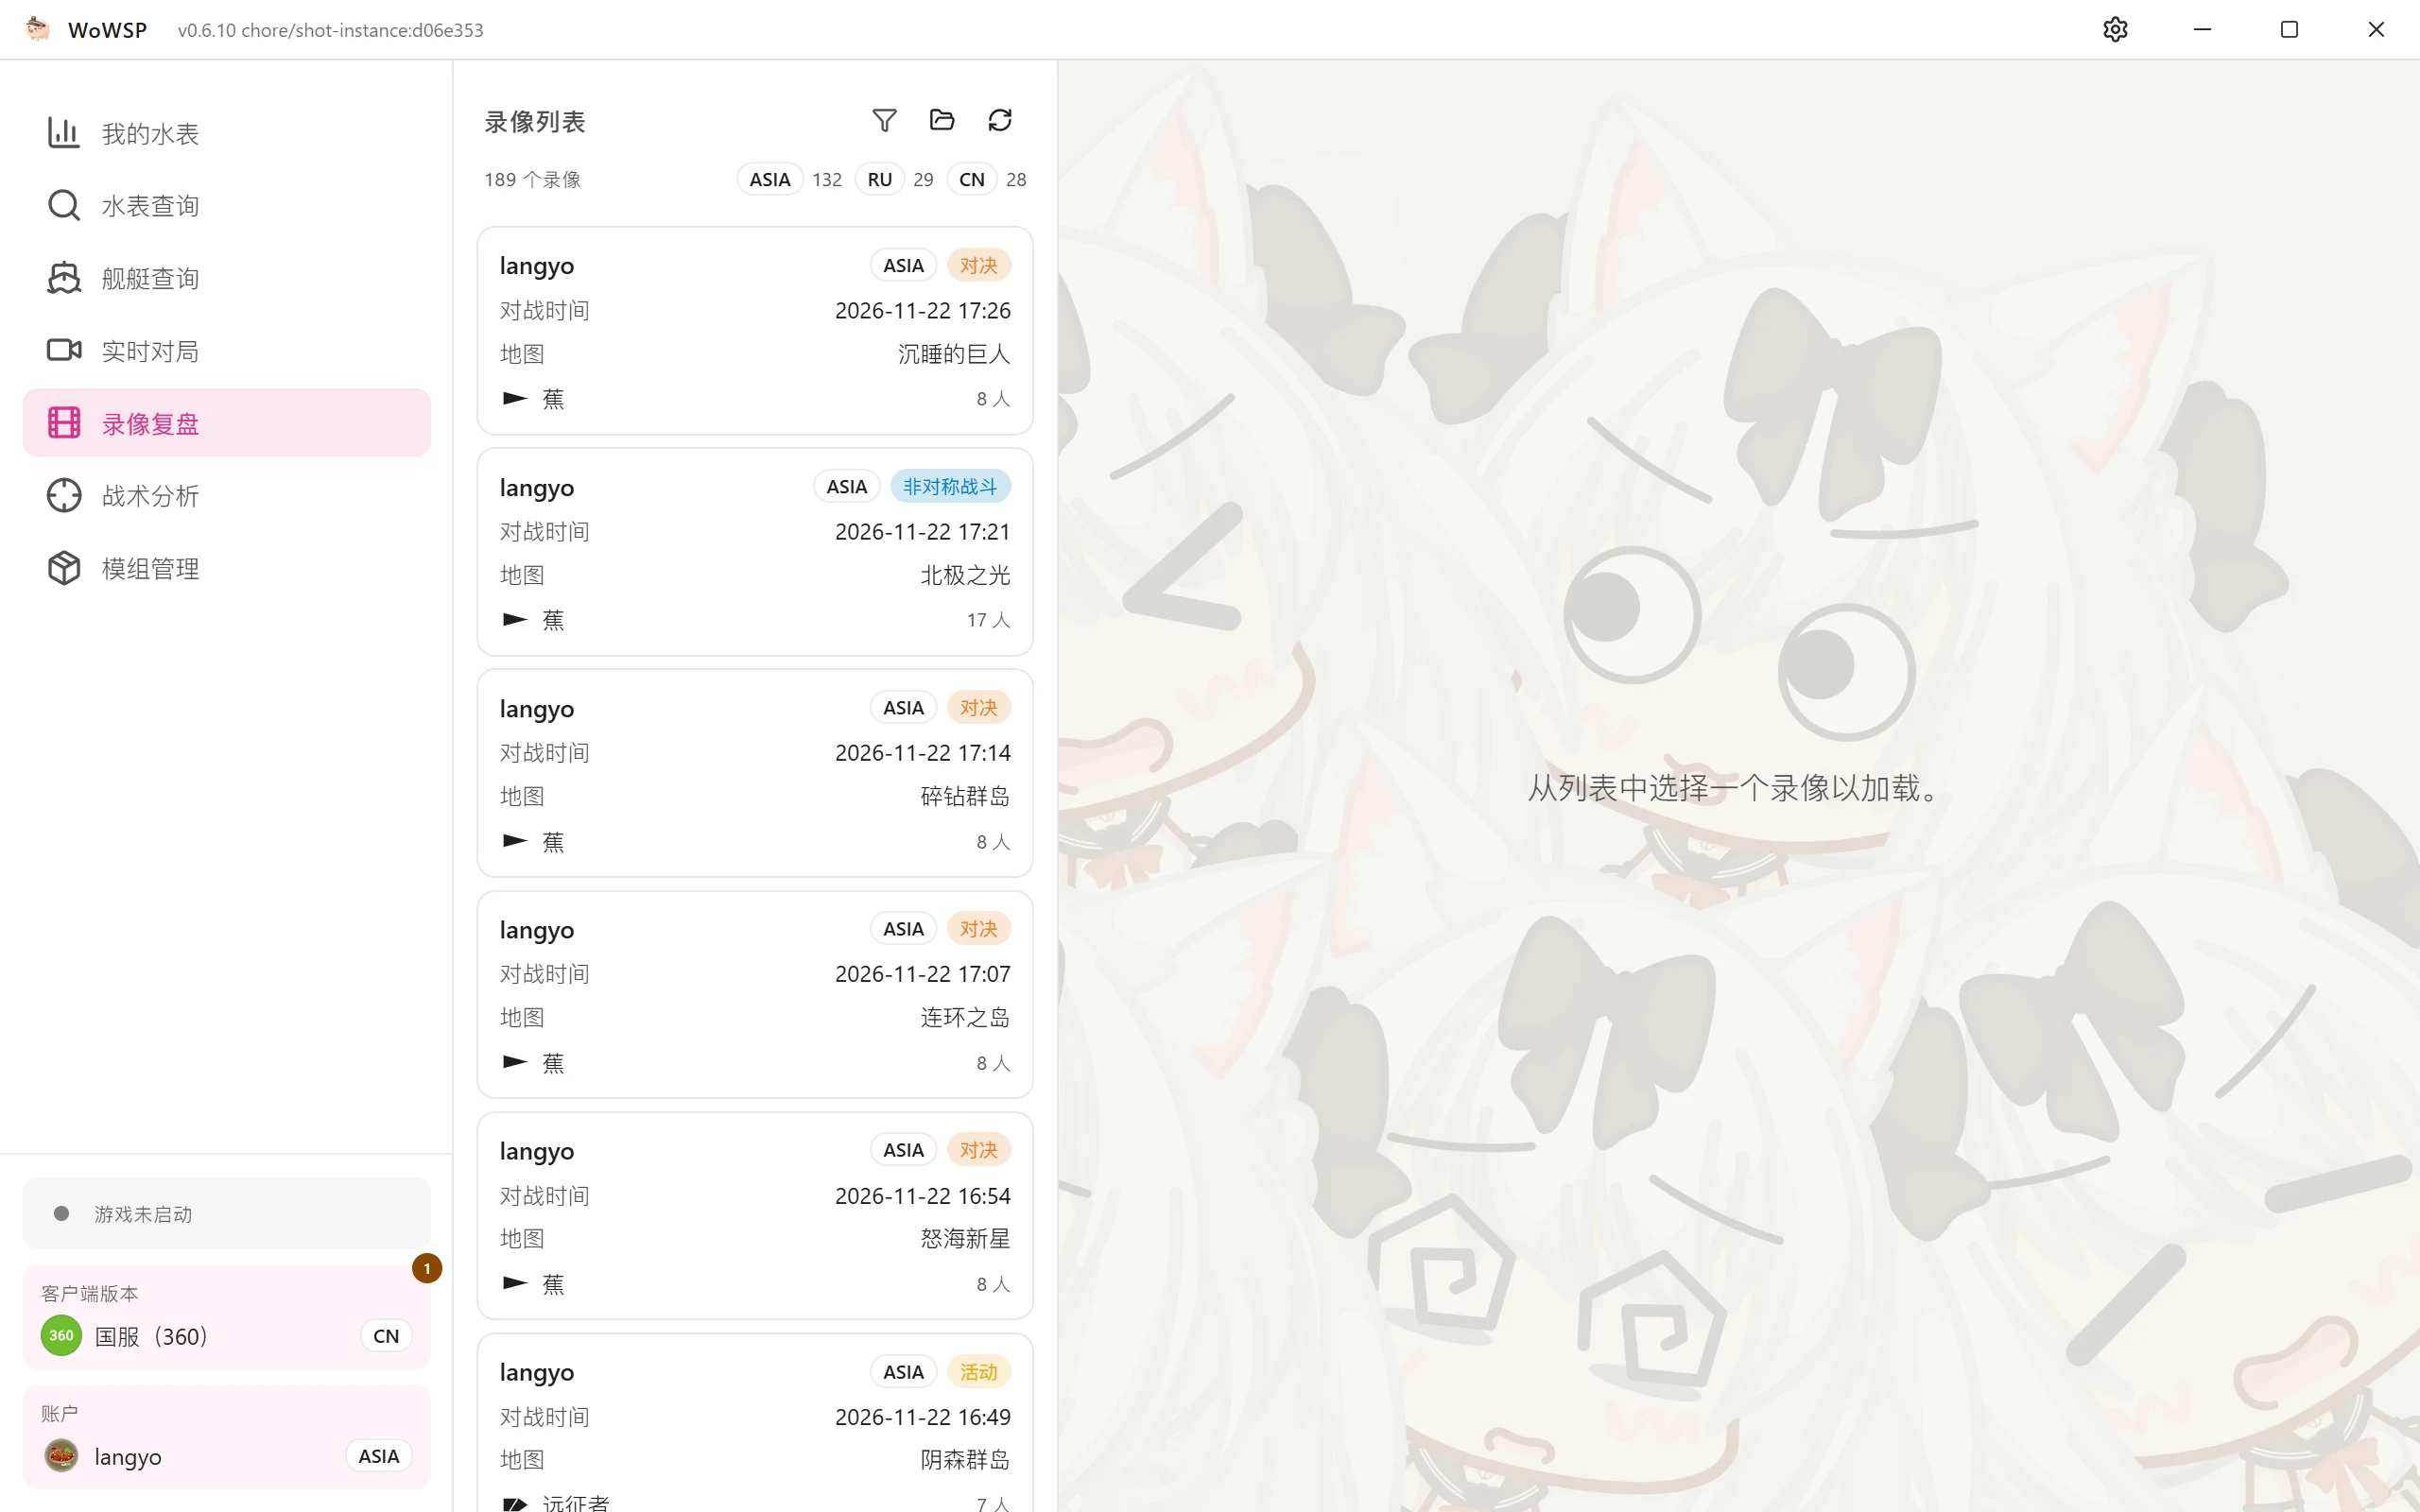 WoWSP v0.6.10 chore/shot-instance:d06e353
我的水表
水表查询
舰艇查询
实时对局
录像复盘
战术分析
模组管理
游戏未启动
1
客户端版本
360 国服（360） CN
账户
langyo ASIA
录像列表
189 个录像 ASIA 132 RU 29 CN 28
langyo ASIA 对决
对战时间 2026-11-22 17:26
地图 沉睡的巨人
蕉 8 人
langyo ASIA 非对称战斗
对战时间 2026-11-22 17:21
地图 北极之光
蕉 17 人
langyo ASIA 对决
对战时间 2026-11-22 17:14
地图 碎钻群岛
蕉 8 人
langyo ASIA 对决
对战时间 2026-11-22 17:07
地图 连环之岛
蕉 8 人
langyo ASIA 对决
对战时间 2026-11-22 16:54
地图 怒海新星
蕉 8 人
langyo ASIA 活动
对战时间 2026-11-22 16:49
地图 阴森群岛
远征者 7 人
从列表中选择一个录像以加载。